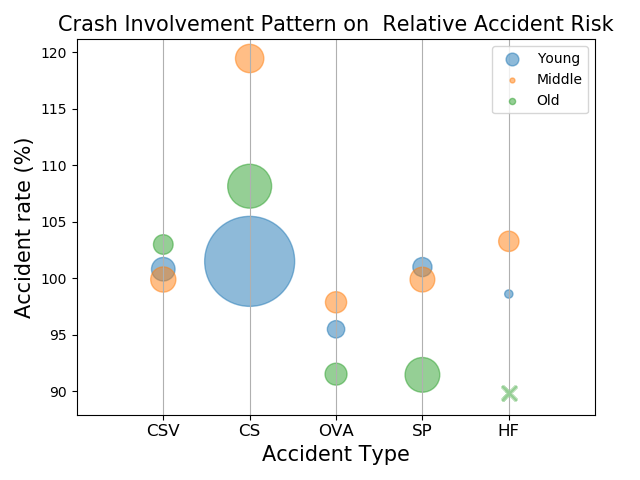 Crash Involvement Pattern on  Relative Accident Risk
Young
Middle
Old
Accident rate (%)
120
115
110
105
100
95
90
CSV
CS
OVA
SP
HF
Accident Type